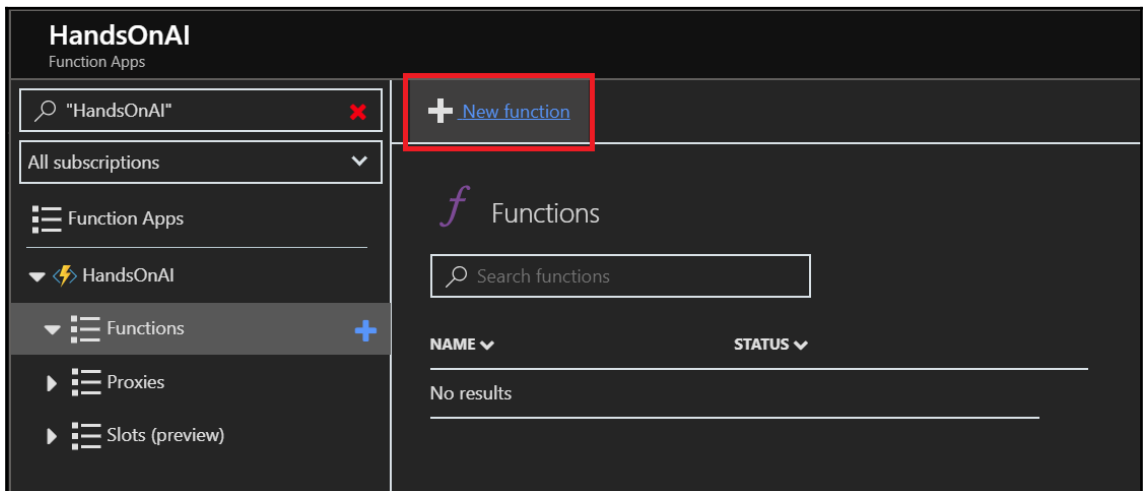 HandsOnAI
Function Apps
"HandsOnAI"
All subscriptions
Function Apps
HandsOnAI
Functions
Proxies
Slots (preview)
New function
Functions
Search functions
NAME STATUS
No results